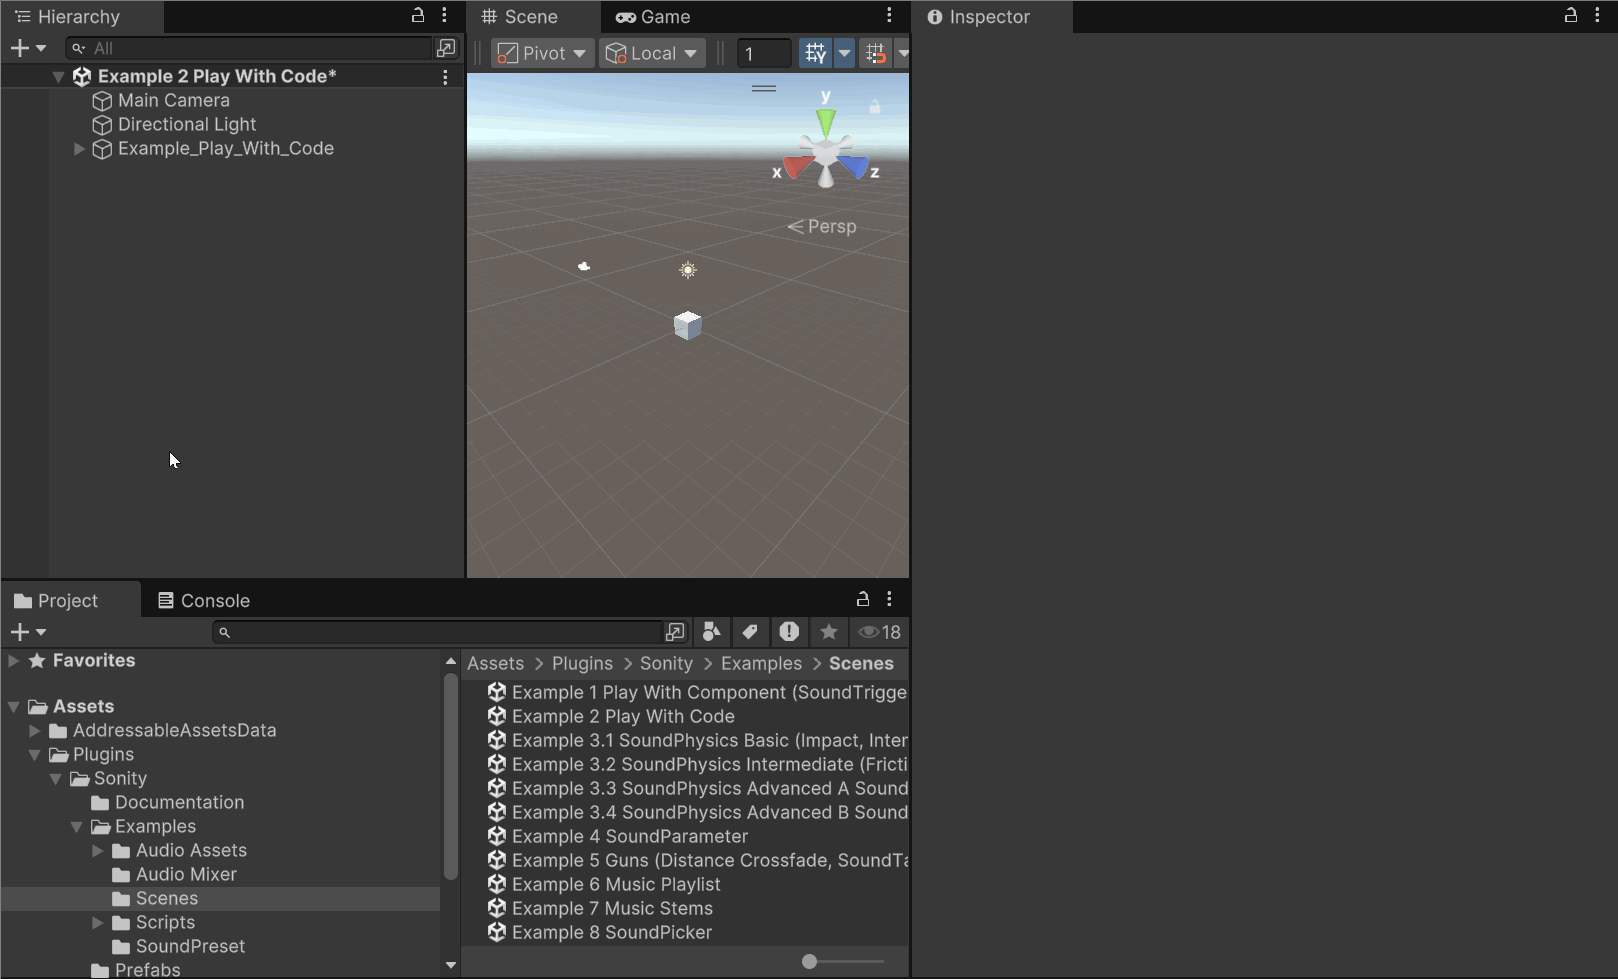 Hierarchy
All
Example 2 Play With Code*
Main Camera
Directional Light
Example_Play_With_Code
Scene
Game
Pivot
Local
1
y
x
z
Persp
Inspector
Project
Console
18
Favorites
Assets
AddressableAssetsData
Plugins
Sonity
Documentation
Examples
Audio Assets
Audio Mixer
Scenes
Scripts
SoundPreset
Prefabs
Assets > Plugins > Sonity > Examples > Scenes
Example 1 Play With Component (SoundTrigge
Example 2 Play With Code
Example 3.1 SoundPhysics Basic (Impact, Inter
Example 3.2 SoundPhysics Intermediate (Fricti
Example 3.3 SoundPhysics Advanced A Sound
Example 3.4 SoundPhysics Advanced B Sound
Example 4 SoundParameter
Example 5 Guns (Distance Crossfade, SoundTa
Example 6 Music Playlist
Example 7 Music Stems
Example 8 SoundPicker